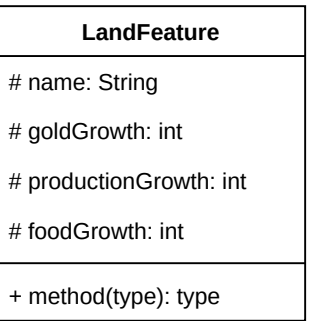 LandFeature
# name: String
# goldGrowth: int
# productionGrowth: int
# foodGrowth: int
+ method(type): type